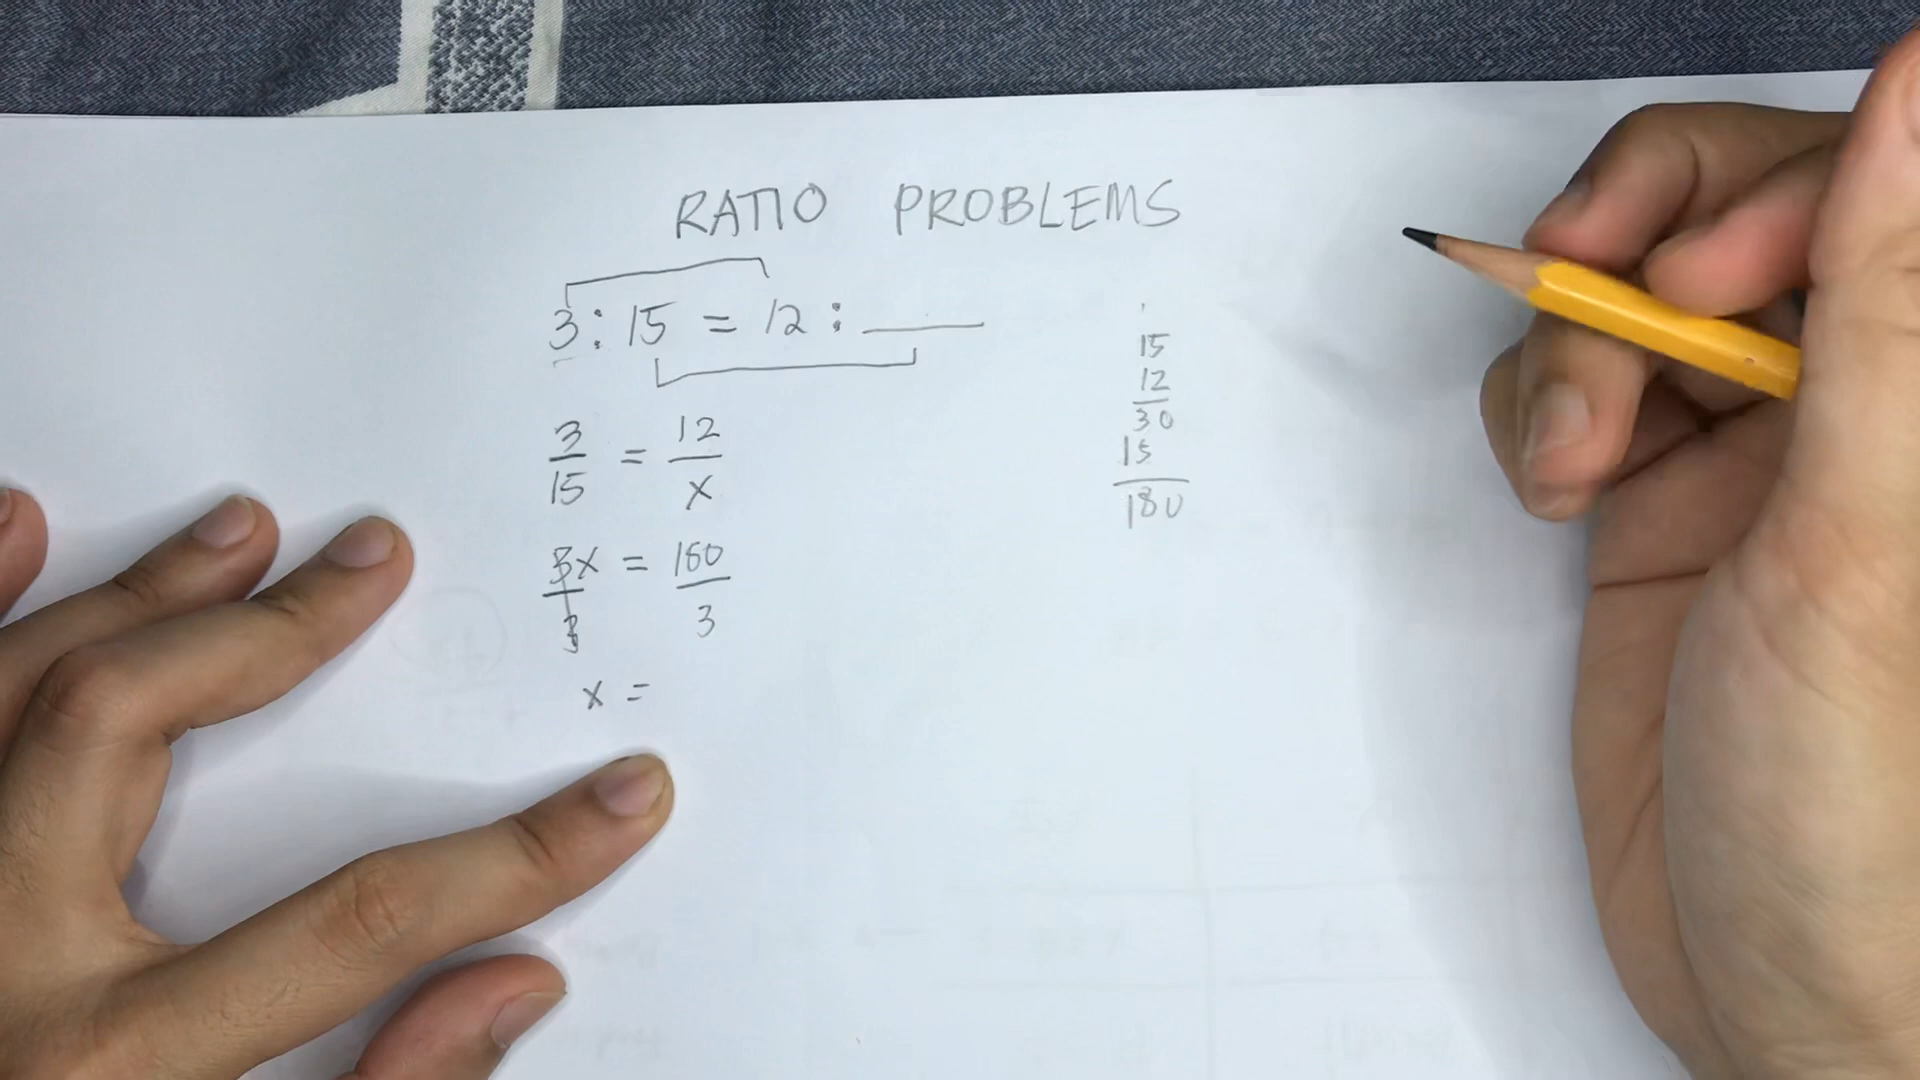 RATIO PROBLEMS
3 : 15 = 12 : ____
3/15 = 12/x
3x/3 = 180/3
x =
15
12
30
15
180